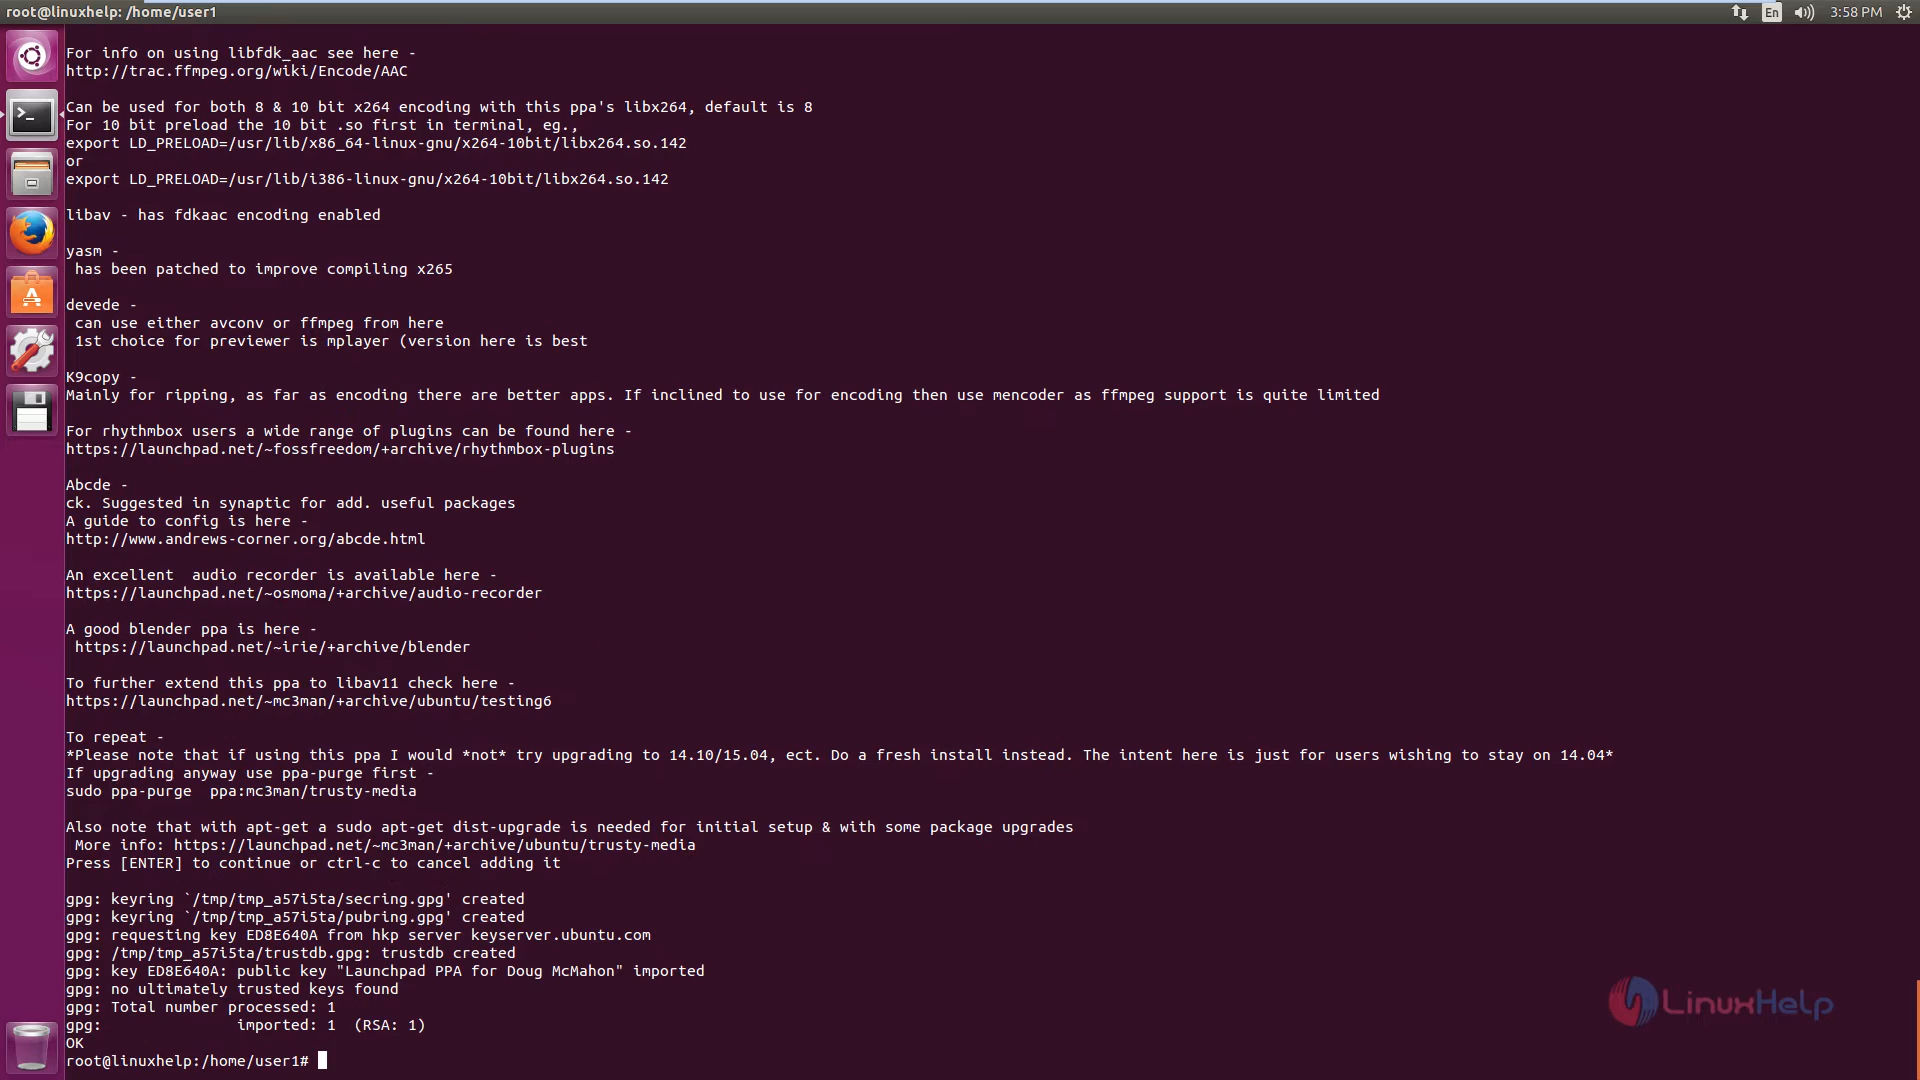 root@linuxhelp: /home/user1
En
3:58 PM
For info on using libfdk_aac see here -
http://trac.ffmpeg.org/wiki/Encode/AAC
Can be used for both 8 & 10 bit x264 encoding with this ppa's libx264, default is 8
For 10 bit preload the 10 bit .so first in terminal, eg.,
export LD_PRELOAD=/usr/lib/x86_64-linux-gnu/x264-10bit/libx264.so.142
or
export LD_PRELOAD=/usr/lib/i386-linux-gnu/x264-10bit/libx264.so.142
libav - has fdkaac encoding enabled
yasm -
has been patched to improve compiling x265
devede -
can use either avconv or ffmpeg from here
1st choice for previewer is mplayer (version here is best
K9copy -
Mainly for ripping, as far as encoding there are better apps. If inclined to use for encoding then use mencoder as ffmpeg support is quite limited
For rhythmbox users a wide range of plugins can be found here -
https://launchpad.net/~fossfreedom/+archive/rhythmbox-plugins
Abcde -
ck. Suggested in synaptic for add. useful packages
A guide to config is here -
http://www.andrews-corner.org/abcde.html
An excellent  audio recorder is available here -
https://launchpad.net/~osmoma/+archive/audio-recorder
A good blender ppa is here -
https://launchpad.net/~irie/+archive/blender
To further extend this ppa to libav11 check here -
https://launchpad.net/~mc3man/+archive/ubuntu/testing6
To repeat -
*Please note that if using this ppa I would *not* try upgrading to 14.10/15.04, ect. Do a fresh install instead. The intent here is just for users wishing to stay on 14.04*
If upgrading anyway use ppa-purge first -
sudo ppa-purge  ppa:mc3man/trusty-media
Also note that with apt-get a sudo apt-get dist-upgrade is needed for initial setup & with some package upgrades
More info: https://launchpad.net/~mc3man/+archive/ubuntu/trusty-media
Press [ENTER] to continue or ctrl-c to cancel adding it
gpg: keyring `/tmp/tmp_a57i5ta/secring.gpg' created
gpg: keyring `/tmp/tmp_a57i5ta/pubring.gpg' created
gpg: requesting key ED8E640A from hkp server keyserver.ubuntu.com
gpg: /tmp/tmp_a57i5ta/trustdb.gpg: trustdb created
gpg: key ED8E640A: public key "Launchpad PPA for Doug McMahon" imported
gpg: no ultimately trusted keys found
gpg: Total number processed: 1
gpg:               imported: 1  (RSA: 1)
OK
root@linuxhelp:/home/user1#
LinuxHelp